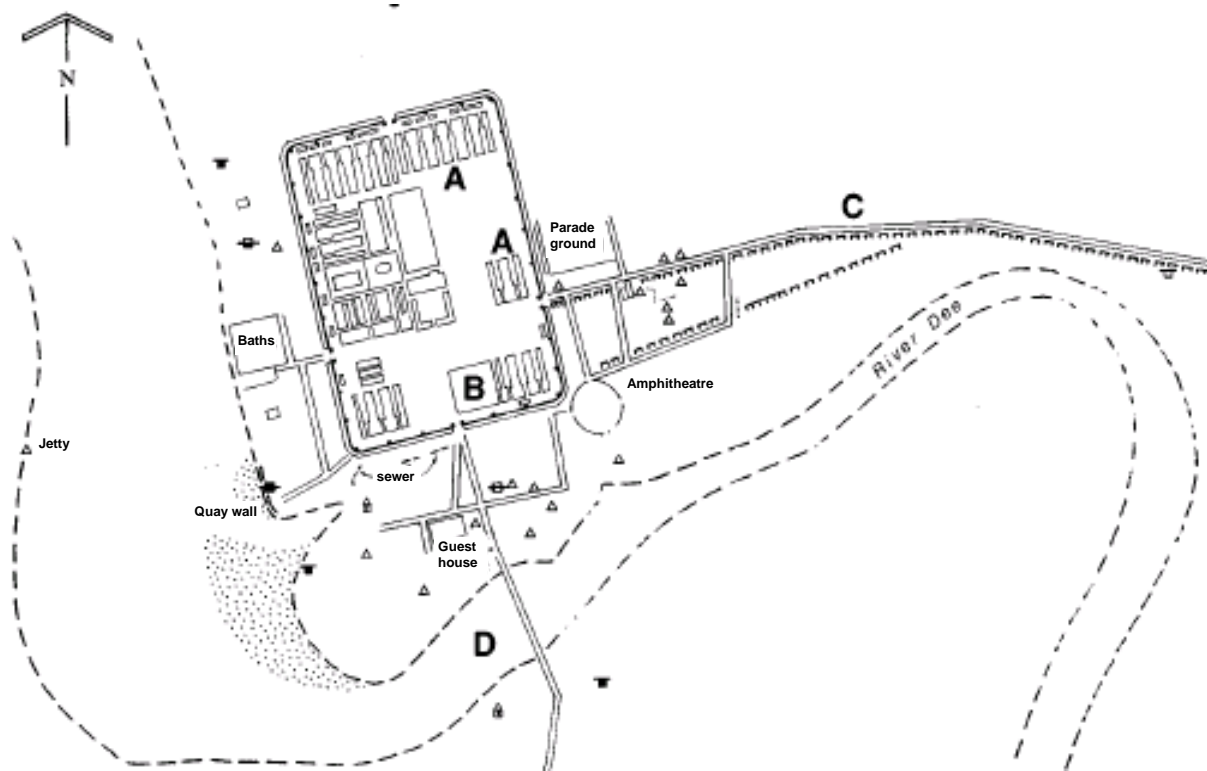 N
A
A
Parade
ground
C
Baths
B
Amphitheatre
River Dee
Jetty
sewer
Quay wall
Guest
house
D